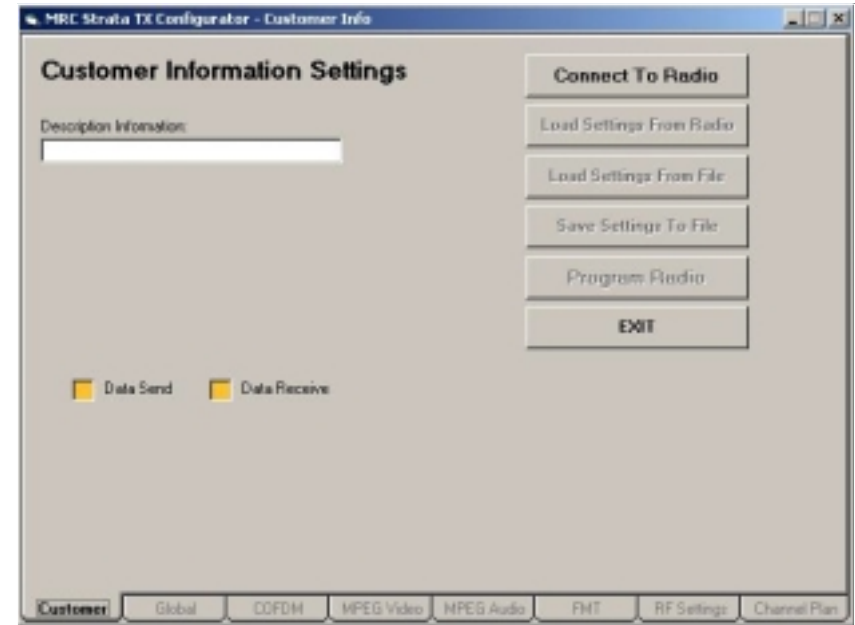 MRC Strata TX Configurator - Customer Info
Customer Information Settings
Description Information:
Connect To Radio
Load Settings From Radio
Load Settings From File
Save Settings To File
Program Radio
EXIT
Data Send
Data Receive
Customer
Global
COFDM
MPEG Video
MPEG Audio
FMT
RF Settings
Channel Plan